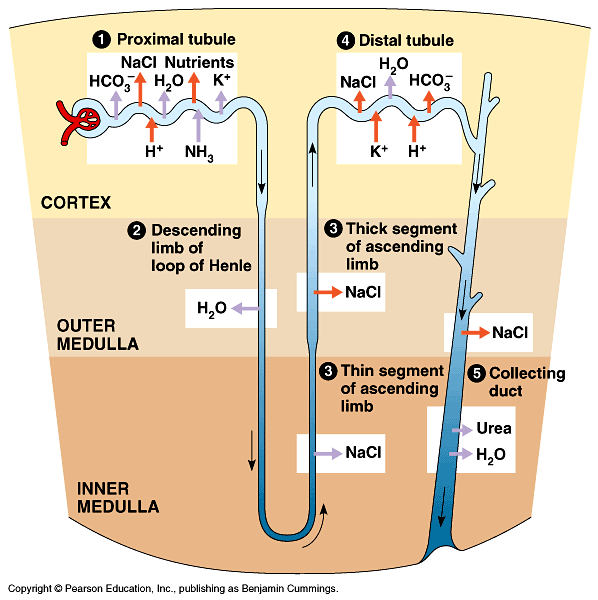 1 Proximal tubule
NaCl Nutrients
HCO3− H2O K+
H+ NH3
4 Distal tubule
H2O
NaCl HCO3−
K+ H+
CORTEX
2 Descending
limb of
loop of Henle
3 Thick segment
of ascending
limb
H2O
NaCl
OUTER
MEDULLA
NaCl
3 Thin segment
of ascending
limb
5 Collecting
duct
Urea
NaCl
H2O
INNER
MEDULLA
Copyright © Pearson Education, Inc., publishing as Benjamin Cummings.